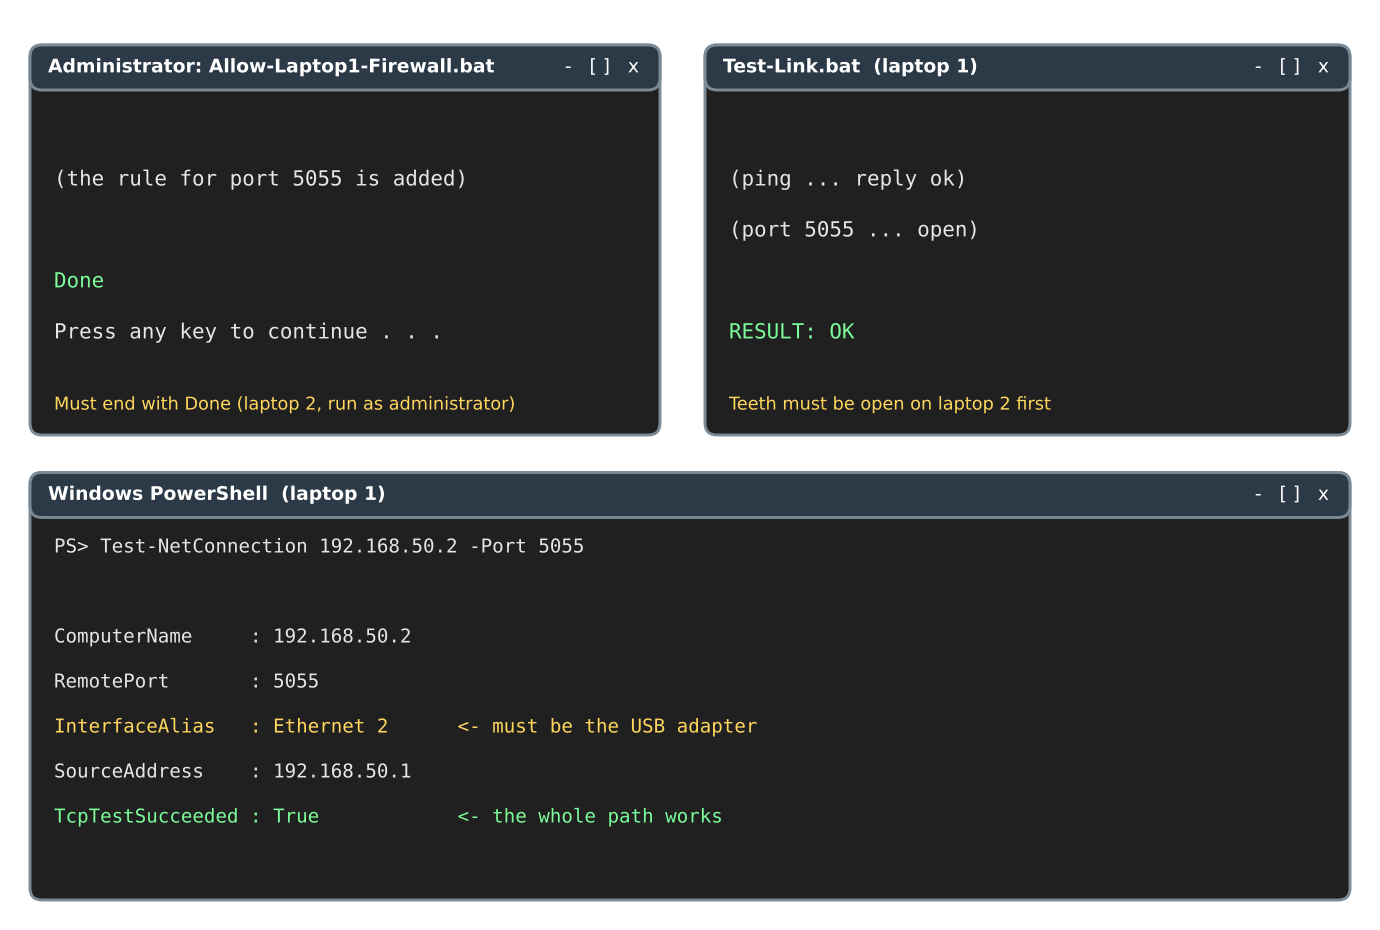 Administrator: Allow-Laptop1-Firewall.bat - [ ] x
(the rule for port 5055 is added)
Done
Press any key to continue . . .
Must end with Done (laptop 2, run as administrator)
Test-Link.bat (laptop 1) - [ ] x
(ping ... reply ok)
(port 5055 ... open)
RESULT: OK
Teeth must be open on laptop 2 first
Windows PowerShell (laptop 1) - [ ] x
PS> Test-NetConnection 192.168.50.2 -Port 5055
ComputerName : 192.168.50.2
RemotePort : 5055
InterfaceAlias : Ethernet 2 <- must be the USB adapter
SourceAddress : 192.168.50.1
TcpTestSucceeded : True <- the whole path works